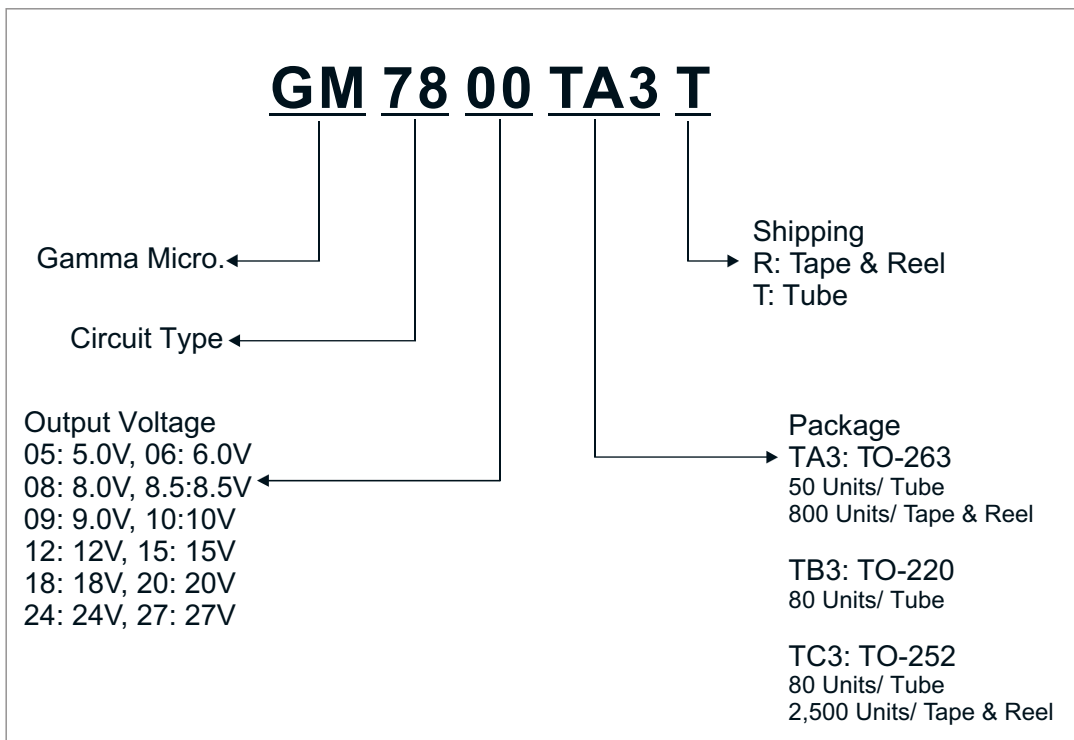 GM 78 00 TA3 T
Gamma Micro.
Circuit Type
Output Voltage
05: 5.0V, 06: 6.0V
08: 8.0V, 8.5:8.5V
09: 9.0V, 10:10V
12: 12V, 15: 15V
18: 18V, 20: 20V
24: 24V, 27: 27V
Shipping
R: Tape & Reel
T: Tube
Package
TA3: TO-263
50 Units/ Tube
800 Units/ Tape & Reel
TB3: TO-220
80 Units/ Tube
TC3: TO-252
80 Units/ Tube
2,500 Units/ Tape & Reel